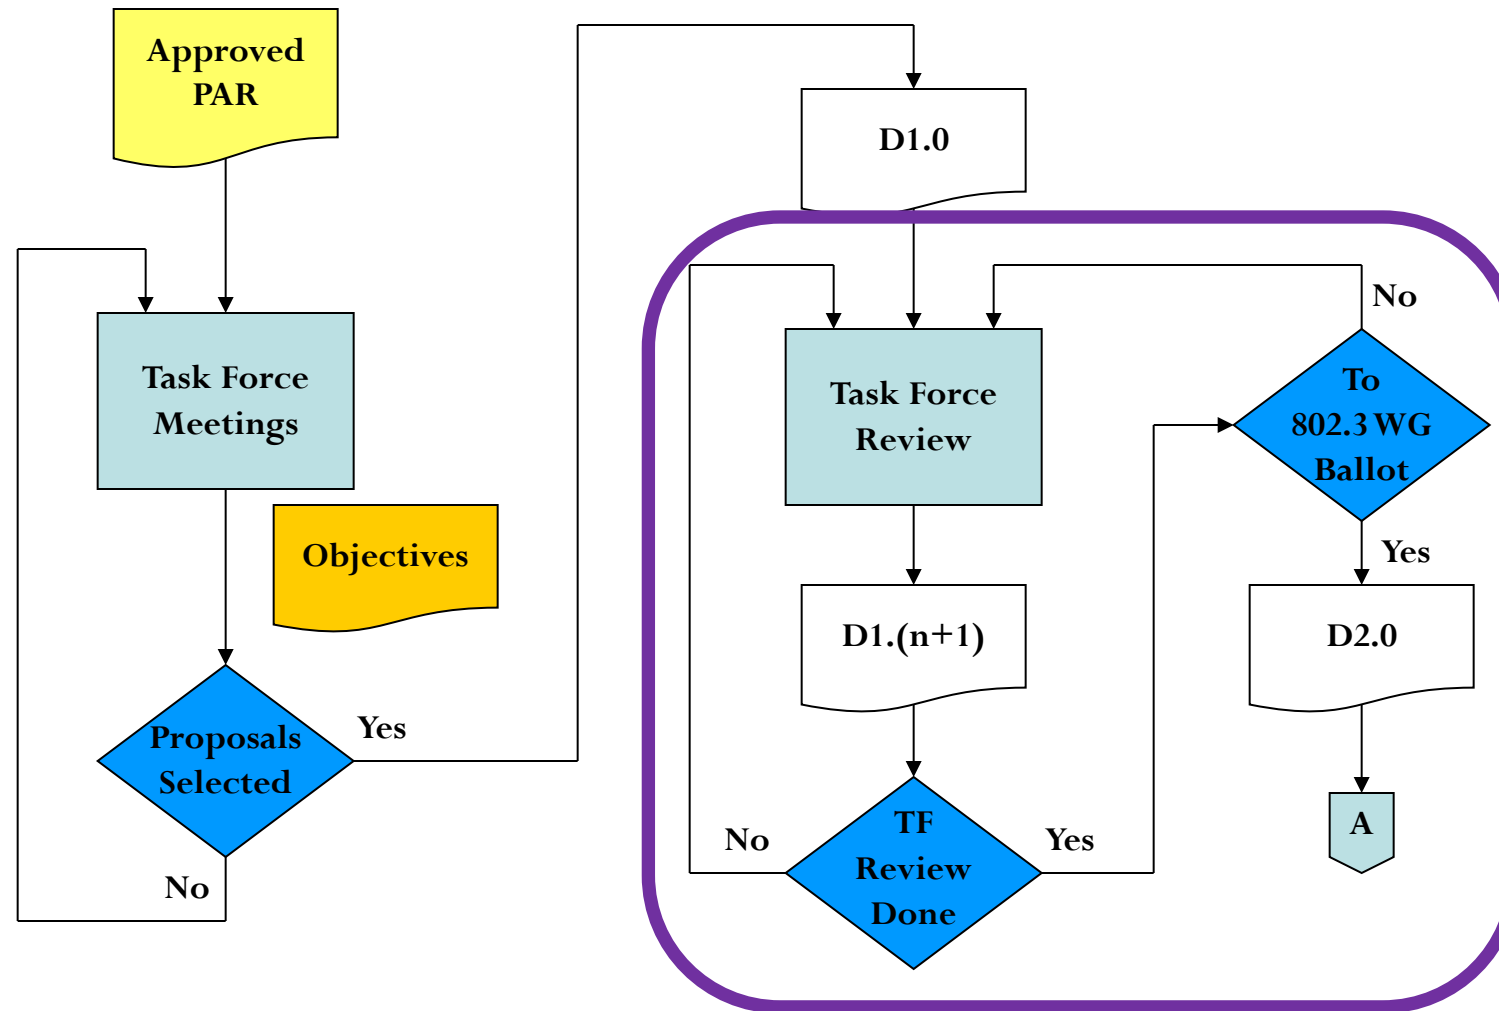 Approved
PAR
Task Force
Meetings
Objectives
Proposals
Selected
Yes
No
D1.0
Task Force
Review
D1.(n+1)
TF
Review
Done
No
Yes
To
802.3 WG
Ballot
No
Yes
D2.0
A